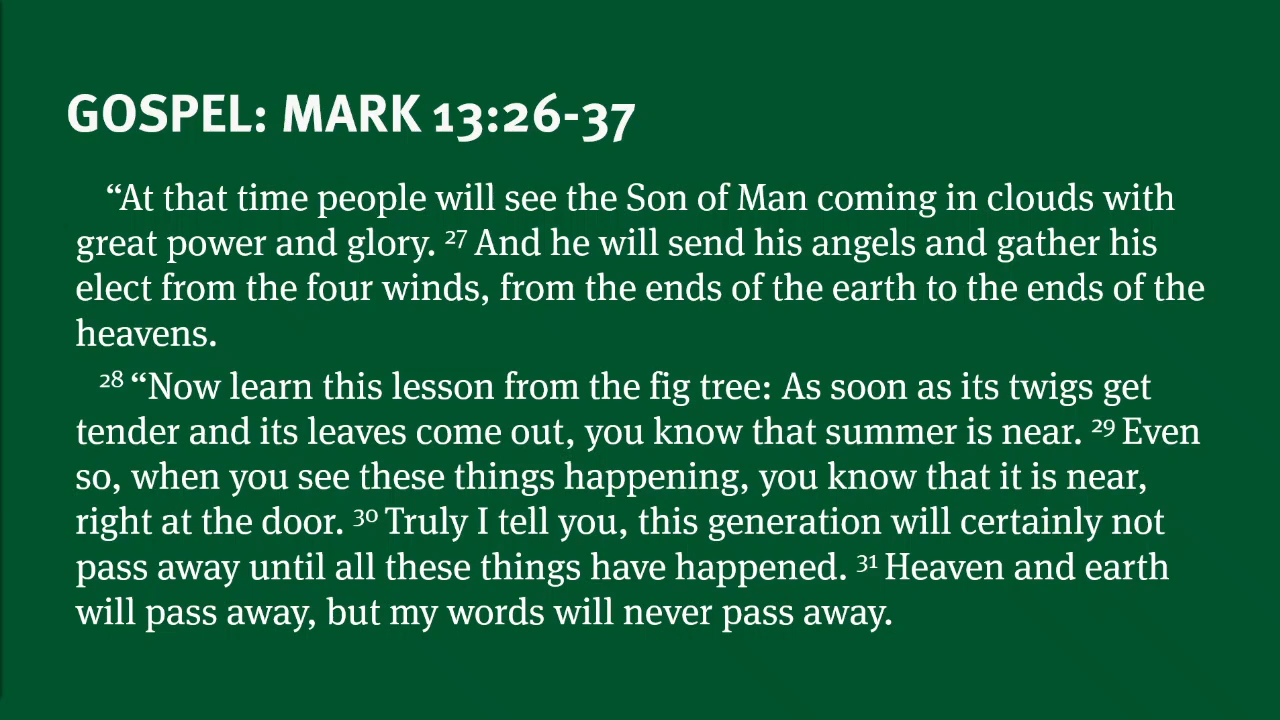 GOSPEL: MARK 13:26-37
“At that time people will see the Son of Man coming in clouds with
great power and glory. ²⁷ And he will send his angels and gather his
elect from the four winds, from the ends of the earth to the ends of the
heavens.
²⁸ “Now learn this lesson from the fig tree: As soon as its twigs get
tender and its leaves come out, you know that summer is near. ²⁹ Even
so, when you see these things happening, you know that it is near,
right at the door. ³⁰ Truly I tell you, this generation will certainly not
pass away until all these things have happened. ³¹ Heaven and earth
will pass away, but my words will never pass away.